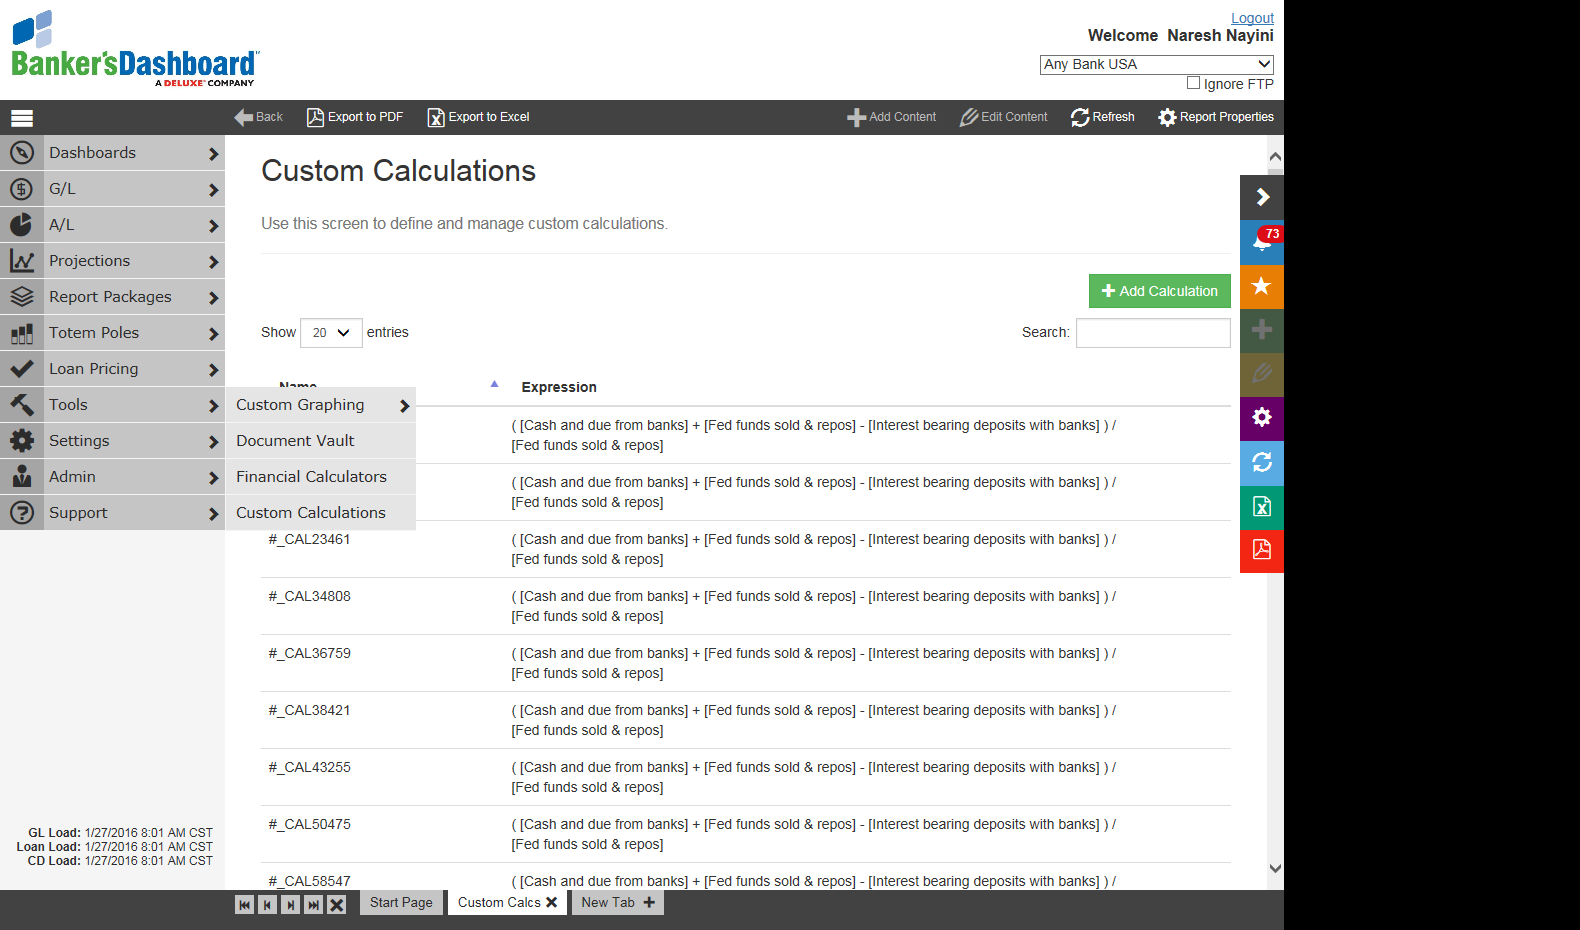 Logout
Welcome Naresh Nayini
Banker'sDashboard
A DELUXE COMPANY
Any Bank USA
Ignore FTP
Back Export to PDF Export to Excel Add Content Edit Content Refresh Report Properties
Dashboards
G/L
A/L
Projections
Report Packages
Totem Poles
Loan Pricing
Tools
Settings
Admin
Support
Custom Graphing
Document Vault
Financial Calculators
Custom Calculations
GL Load: 1/27/2016 8:01 AM CST
Loan Load: 1/27/2016 8:01 AM CST
CD Load: 1/27/2016 8:01 AM CST
Custom Calculations
Use this screen to define and manage custom calculations.
73
Add Calculation
Show 20 entries Search:
Name Expression
( [Cash and due from banks] + [Fed funds sold & repos] - [Interest bearing deposits with banks] ) /
[Fed funds sold & repos]
( [Cash and due from banks] + [Fed funds sold & repos] - [Interest bearing deposits with banks] ) /
[Fed funds sold & repos]
#_CAL23461 ( [Cash and due from banks] + [Fed funds sold & repos] - [Interest bearing deposits with banks] ) /
[Fed funds sold & repos]
#_CAL34808 ( [Cash and due from banks] + [Fed funds sold & repos] - [Interest bearing deposits with banks] ) /
[Fed funds sold & repos]
#_CAL36759 ( [Cash and due from banks] + [Fed funds sold & repos] - [Interest bearing deposits with banks] ) /
[Fed funds sold & repos]
#_CAL38421 ( [Cash and due from banks] + [Fed funds sold & repos] - [Interest bearing deposits with banks] ) /
[Fed funds sold & repos]
#_CAL43255 ( [Cash and due from banks] + [Fed funds sold & repos] - [Interest bearing deposits with banks] ) /
[Fed funds sold & repos]
#_CAL50475 ( [Cash and due from banks] + [Fed funds sold & repos] - [Interest bearing deposits with banks] ) /
[Fed funds sold & repos]
#_CAL58547 ( [Cash and due from banks] + [Fed funds sold & repos] - [Interest bearing deposits with banks] ) /
Start Page Custom Calcs New Tab